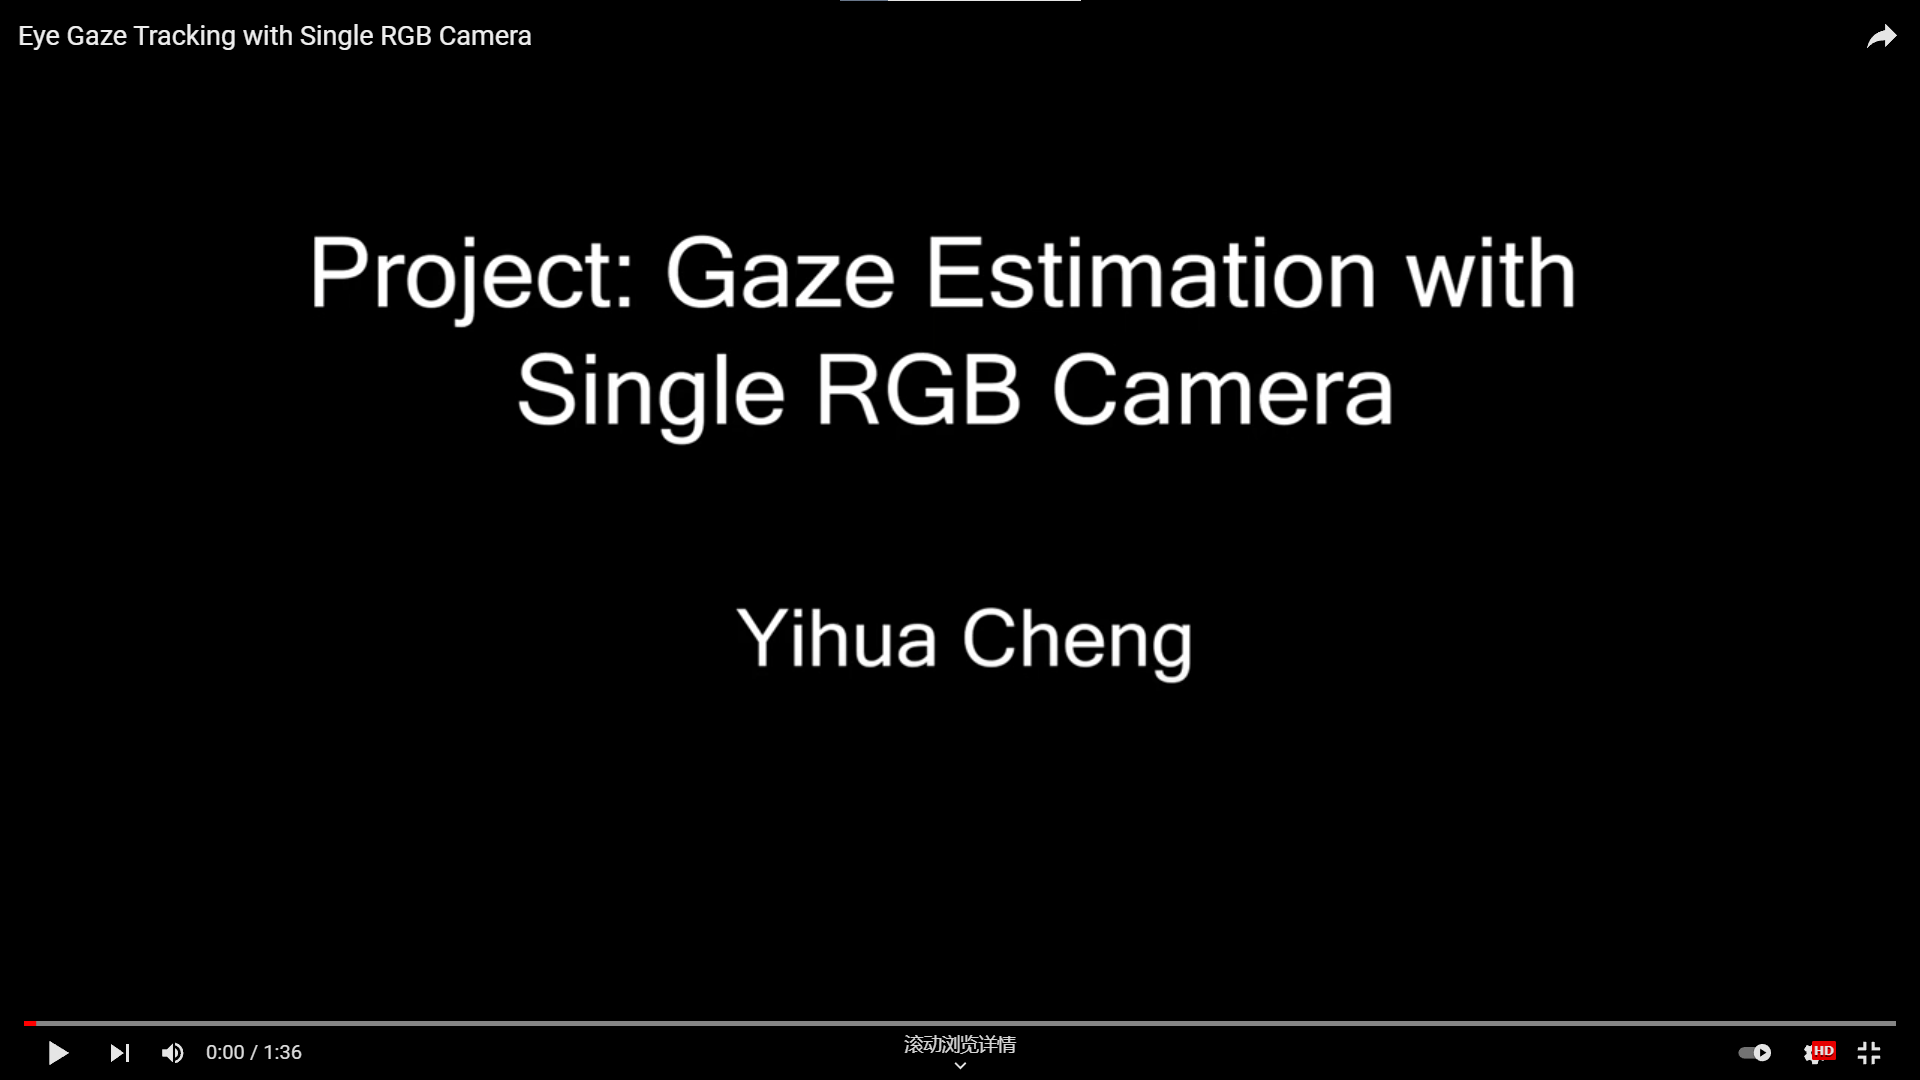 Eye Gaze Tracking with Single RGB Camera
Project: Gaze Estimation with
Single RGB Camera
Yihua Cheng
0:00 / 1:36
滚动浏览详情
HD